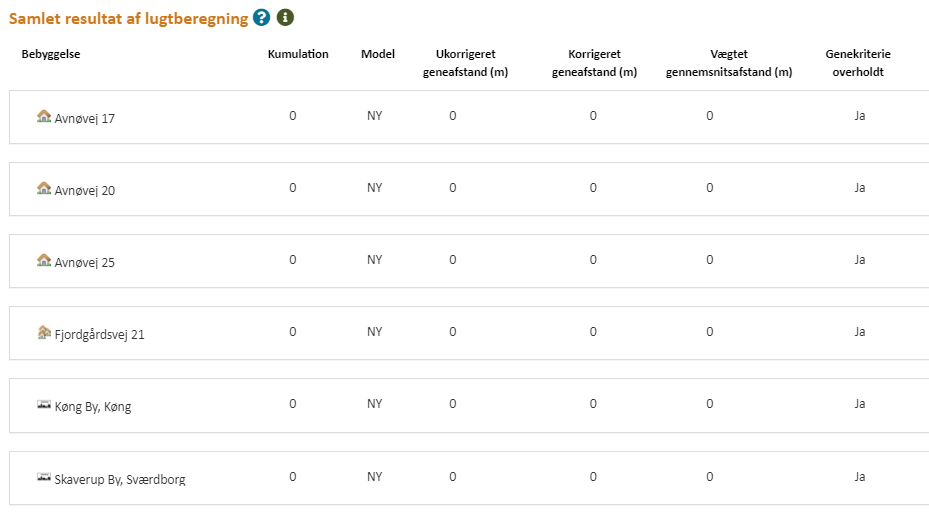 Samlet resultat af lugtberegning ? i
Bebyggelse Kumulation Model Ukorrigeret geneafstand (m) Korrigeret geneafstand (m) Vægtet gennemsnitsafstand (m) Genekriterie overholdt
Avnøvej 17 0 NY 0 0 0 Ja
Avnøvej 20 0 NY 0 0 0 Ja
Avnøvej 25 0 NY 0 0 0 Ja
Fjordgårdsvej 21 0 NY 0 0 0 Ja
Køng By, Køng 0 NY 0 0 0 Ja
Skaverup By, Sværdborg 0 NY 0 0 0 Ja